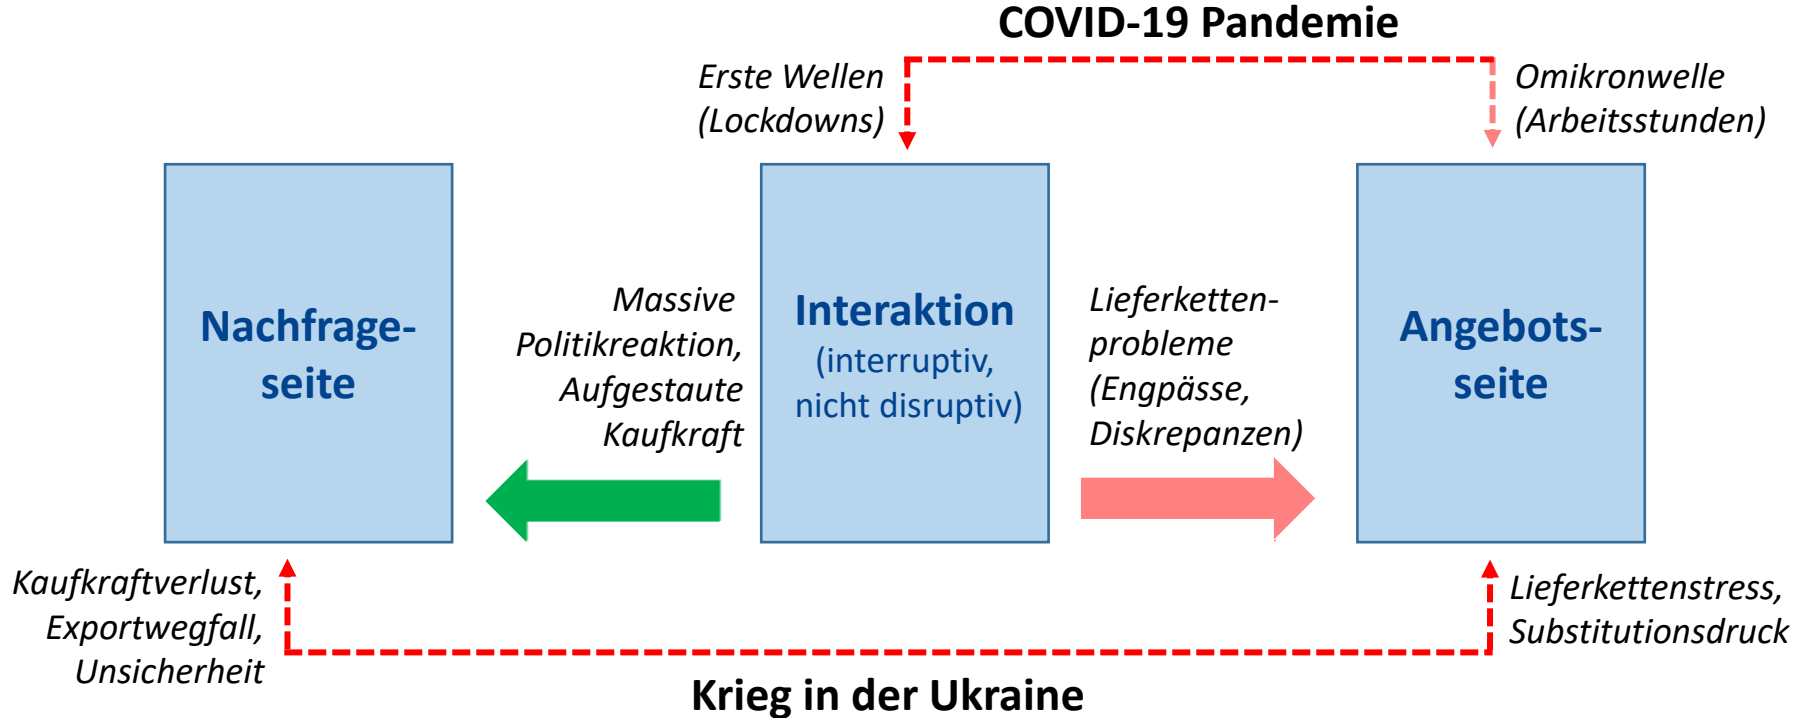 COVID-19 Pandemie
Erste Wellen
(Lockdowns)
Omikronwelle
(Arbeitsstunden)
Nachfrage-
seite
Massive
Politikreaktion,
Aufgestaute
Kaufkraft
Interaktion
(interruptiv,
nicht disruptiv)
Lieferketten-
probleme
(Engpässe,
Diskrepanzen)
Angebots-
seite
Kaufkraftverlust,
Exportwegfall,
Unsicherheit
Lieferkettenstress,
Substitutionsdruck
Krieg in der Ukraine